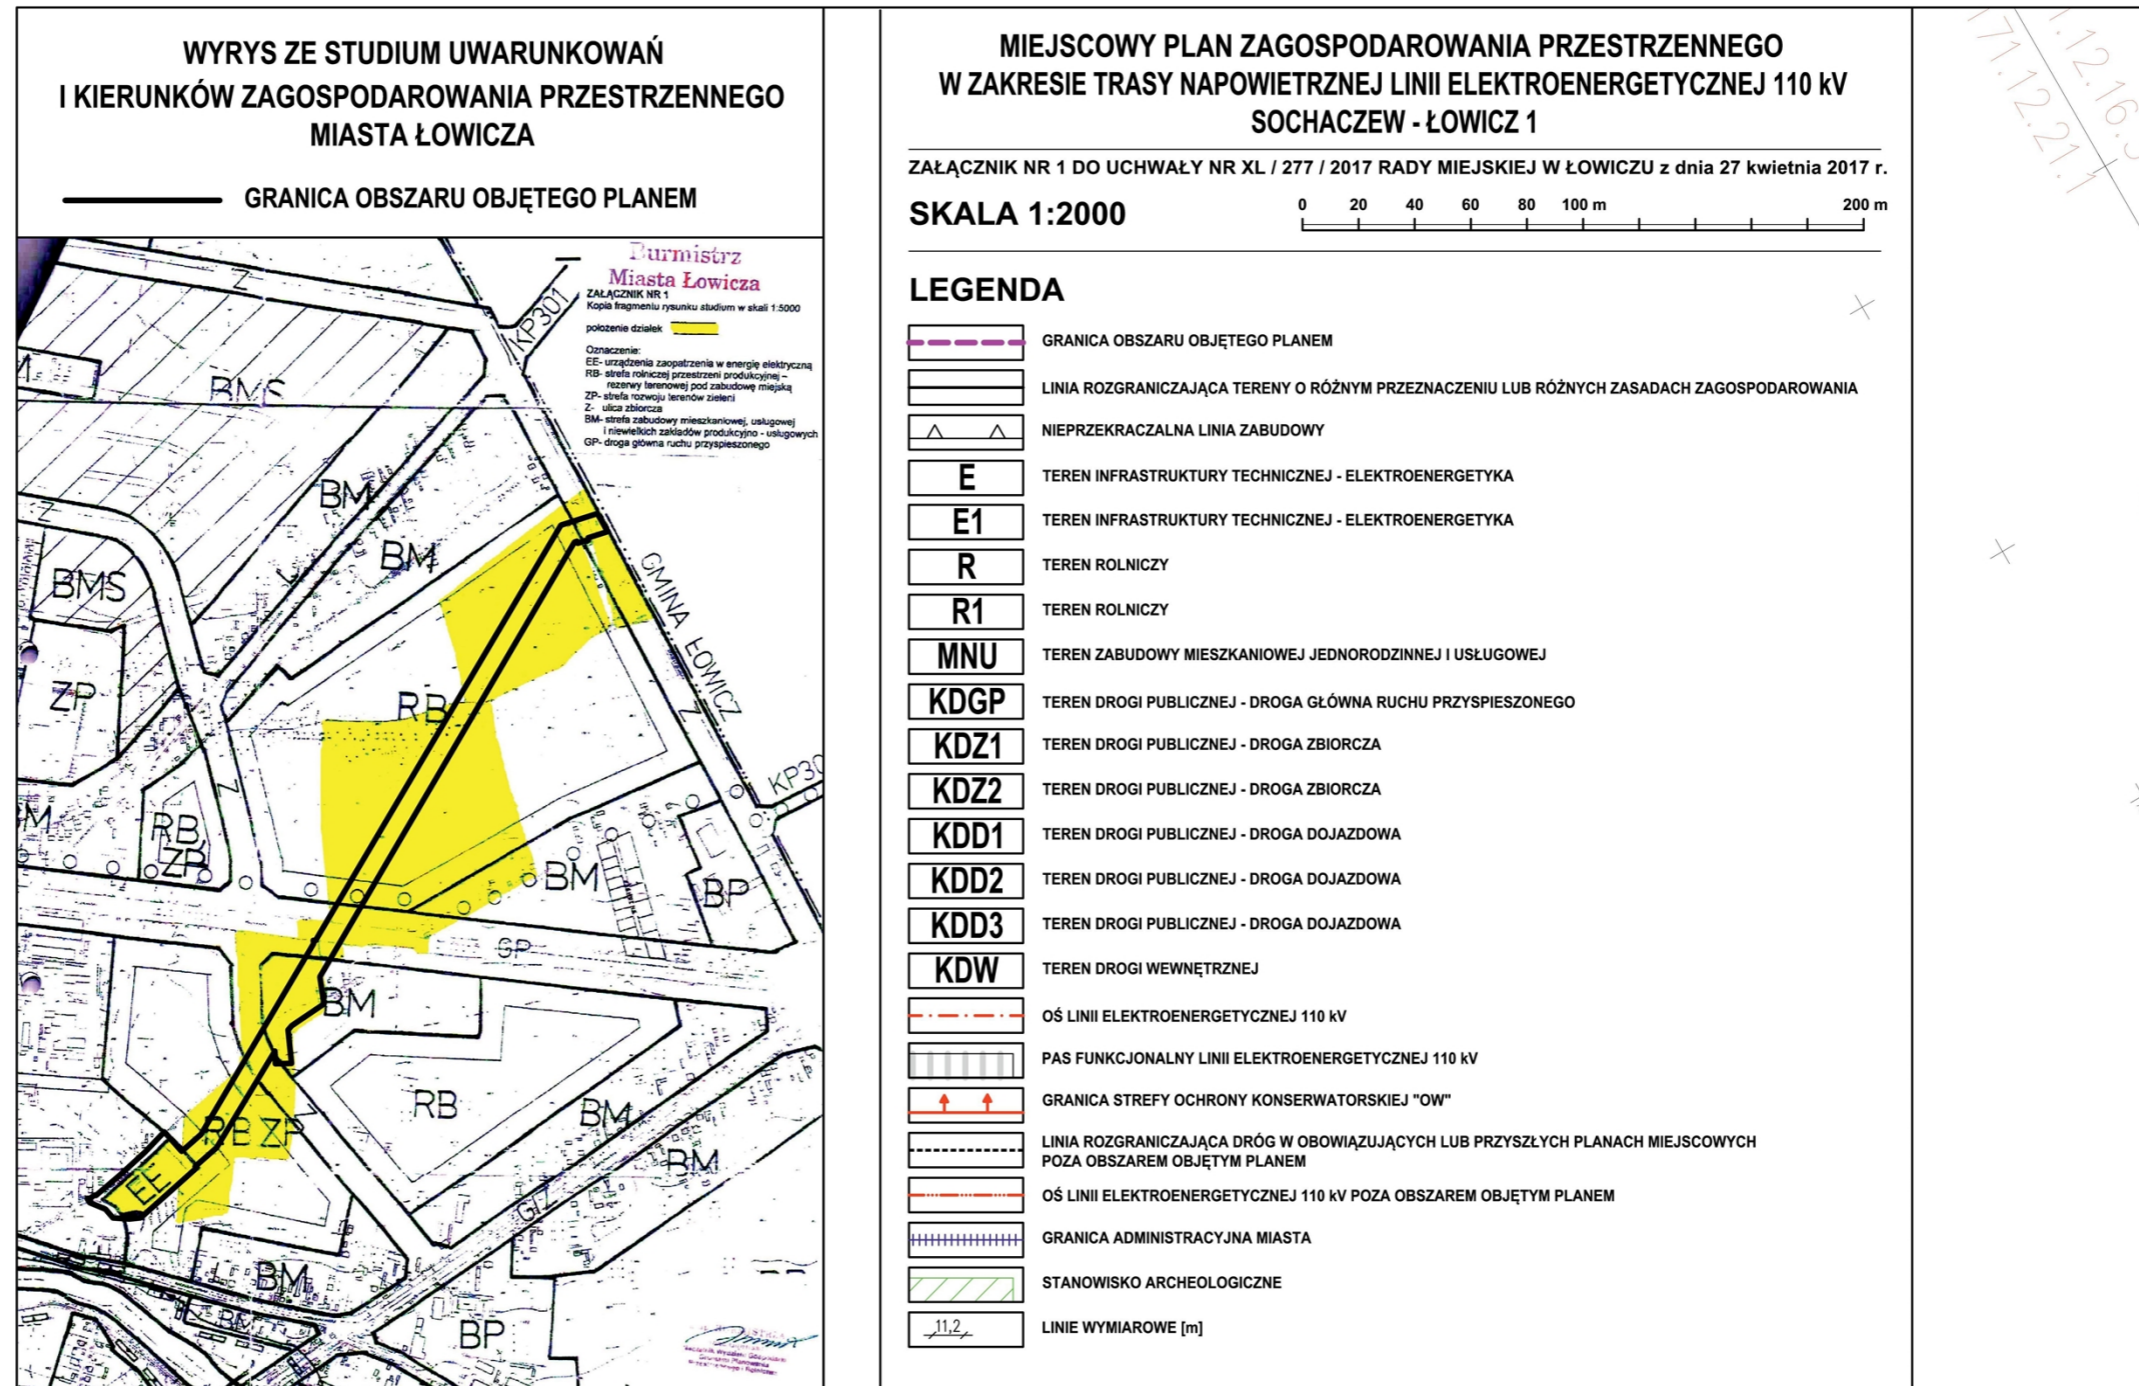 WYRYS ZE STUDIUM UWARUNKOWAŃ
I KIERUNKÓW ZAGOSPODAROWANIA PRZESTRZENNEGO
MIASTA ŁOWICZA
GRANICA OBSZARU OBJĘTEGO PLANEM
Burmistrz
Miasta Łowicza
ZAŁĄCZNIK NR 1
Kopia fragmentu rysunku studium w skali 1:5000
położenie działek
Oznaczenie:
EE- urządzenia zaopatrzenia w energię elektryczną
RB- strefa rolniczej przestrzeni produkcyjnej –
rezerwy terenowej pod zabudowę miejską
ZP- strefa rozwoju terenów zieleni
Z- ulica zbiorcza
BM- strefa zabudowy mieszkaniowej, usługowej
i niewielkich zakładów produkcyjno - usługowych
GP- droga główna ruchu przyspieszonego
Z
KP301
BMS
BM
Z
BM
BMS
GMINA ŁOWICZ
ZP
RB
Z
Z
KP30
RB
ZP
BM
BP
GP
BM
RB
BM
RB ZP
Z
BM
EE
BM
BM
BP
MIEJSCOWY PLAN ZAGOSPODAROWANIA PRZESTRZENNEGO
W ZAKRESIE TRASY NAPOWIETRZNEJ LINII ELEKTROENERGETYCZNEJ 110 kV
SOCHACZEW - ŁOWICZ 1
ZAŁĄCZNIK NR 1 DO UCHWAŁY NR XL / 277 / 2017 RADY MIEJSKIEJ W ŁOWICZU z dnia 27 kwietnia 2017 r.
SKALA 1:2000
0 20 40 60 80 100 m 200 m
LEGENDA
GRANICA OBSZARU OBJĘTEGO PLANEM
LINIA ROZGRANICZAJĄCA TERENY O RÓŻNYM PRZEZNACZENIU LUB RÓŻNYCH ZASADACH ZAGOSPODAROWANIA
NIEPRZEKRACZALNA LINIA ZABUDOWY
E TEREN INFRASTRUKTURY TECHNICZNEJ - ELEKTROENERGETYKA
E1 TEREN INFRASTRUKTURY TECHNICZNEJ - ELEKTROENERGETYKA
R TEREN ROLNICZY
R1 TEREN ROLNICZY
MNU TEREN ZABUDOWY MIESZKANIOWEJ JEDNORODZINNEJ I USŁUGOWEJ
KDGP TEREN DROGI PUBLICZNEJ - DROGA GŁÓWNA RUCHU PRZYSPIESZONEGO
KDZ1 TEREN DROGI PUBLICZNEJ - DROGA ZBIORCZA
KDZ2 TEREN DROGI PUBLICZNEJ - DROGA ZBIORCZA
KDD1 TEREN DROGI PUBLICZNEJ - DROGA DOJAZDOWA
KDD2 TEREN DROGI PUBLICZNEJ - DROGA DOJAZDOWA
KDD3 TEREN DROGI PUBLICZNEJ - DROGA DOJAZDOWA
KDW TEREN DROGI WEWNĘTRZNEJ
OŚ LINII ELEKTROENERGETYCZNEJ 110 kV
PAS FUNKCJONALNY LINII ELEKTROENERGETYCZNEJ 110 kV
GRANICA STREFY OCHRONY KONSERWATORSKIEJ "OW"
LINIA ROZGRANICZAJĄCA DRÓG W OBOWIĄZUJĄCYCH LUB PRZYSZŁYCH PLANACH MIEJSCOWYCH
POZA OBSZAREM OBJĘTYM PLANEM
OŚ LINII ELEKTROENERGETYCZNEJ 110 kV POZA OBSZAREM OBJĘTYM PLANEM
GRANICA ADMINISTRACYJNA MIASTA
STANOWISKO ARCHEOLOGICZNE
11,2 LINIE WYMIAROWE [m]